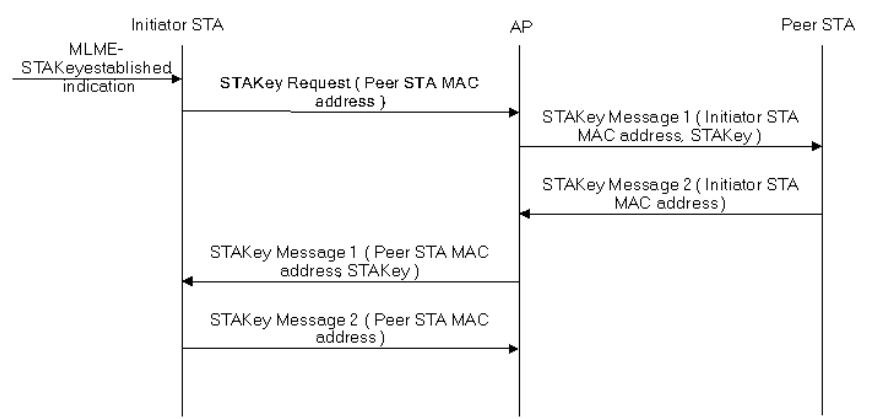 Initiator STA
AP
Peer STA
MLME-
STAKeyestablished
indication
STAKey Request ( Peer STA MAC
address )
STAKey Message 1 ( Initiator STA
MAC address, STAKey )
STAKey Message 2 ( Initiator STA
MAC address)
STAKey Message 1 ( Peer STA MAC
address, STAKey )
STAKey Message 2 ( Peer STA MAC
address )